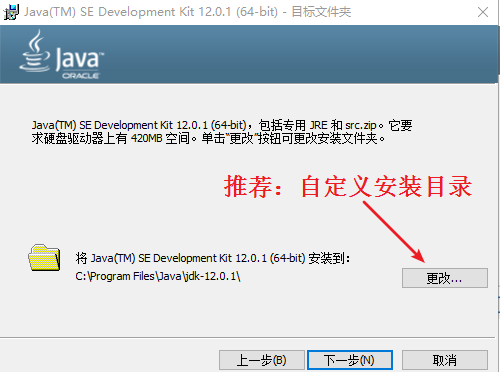 Java(TM) SE Development Kit 12.0.1 (64-bit) - 目标文件夹
Java™
ORACLE
Java(TM) SE Development Kit 12.0.1 (64-bit)，包括专用 JRE 和 src.zip。它要
求硬盘驱动器上有 420MB 空间。单击“更改”按钮可更改安装文件夹。
推荐：自定义安装目录
将 Java(TM) SE Development Kit 12.0.1 (64-bit) 安装到：
C:\Program Files\Java\jdk-12.0.1\
更改...
上一步(B)
下一步(N)
取消